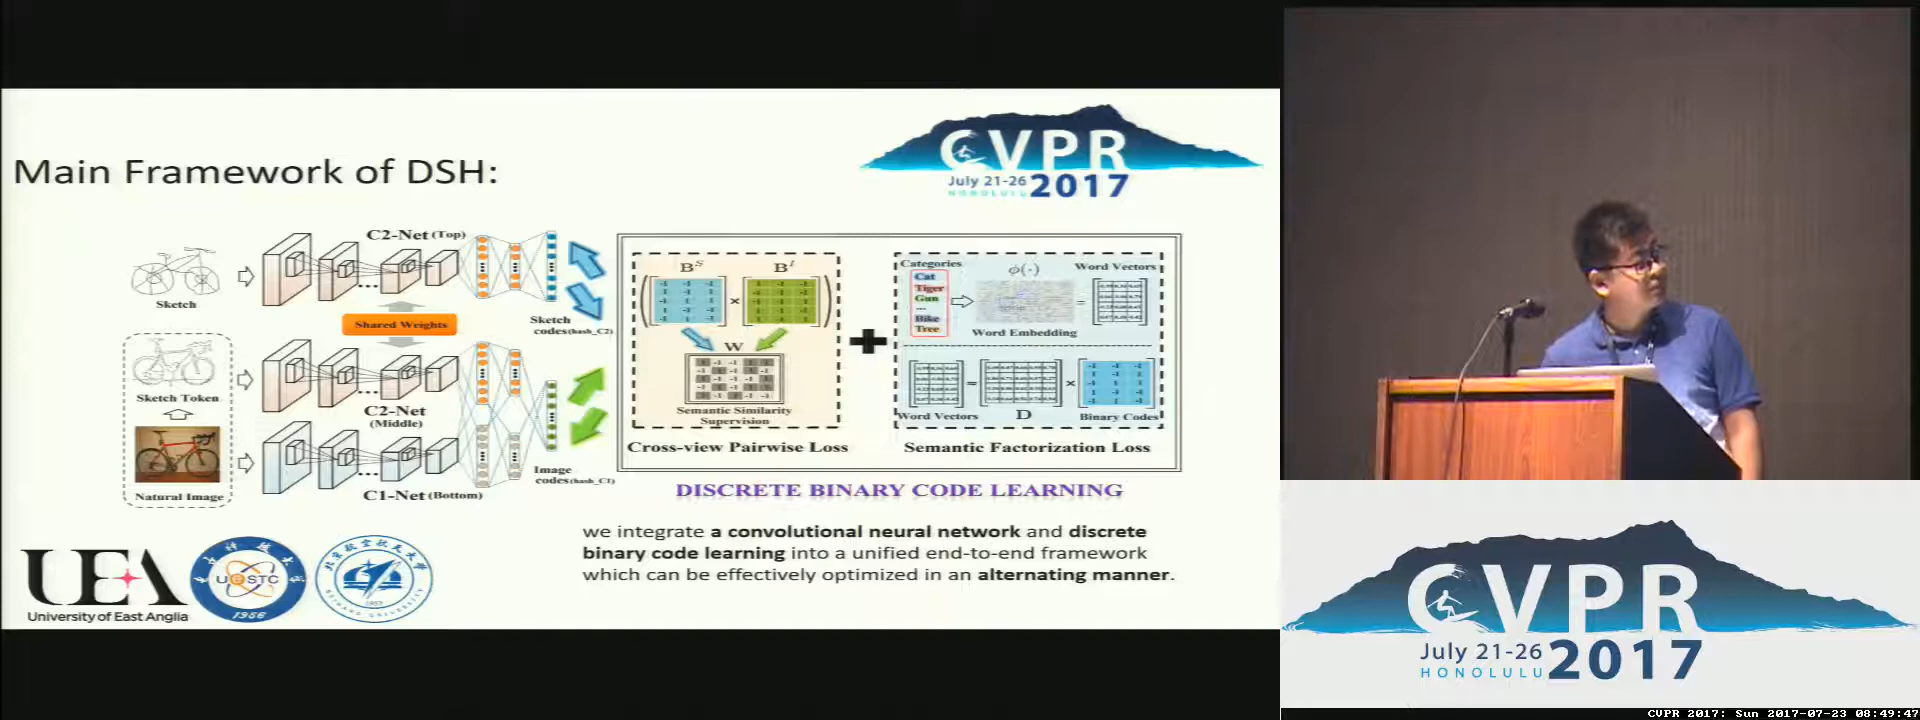 Main Framework of DSH:
CVPR
July 21-26
HONOLULU
2017
C2-Net (Top)
Sketch
Shared Weights
Sketch
codes(hash_C2)
Sketch Token
C2-Net
(Middle)
Natural Image
C1-Net (Bottom)
Image
codes(hash_C1)
B^S
B^I
×
W
Semantic Similarity
Supervision
Cross-view Pairwise Loss
Categories
Cat
Tiger
Gun
...
Bike
Tree
ϕ(·)
Word Vectors
=
Word Embedding
≈
×
Word Vectors
D
Binary Codes
Semantic Factorization Loss
DISCRETE BINARY CODE LEARNING
we integrate a convolutional neural network and discrete
binary code learning into a unified end-to-end framework
which can be effectively optimized in an alternating manner.
UEA
University of East Anglia
UESTC
1956
CVPR
July 21-26
HONOLULU
2017
CVPR 2017: Sun 2017-07-23 08:49:47